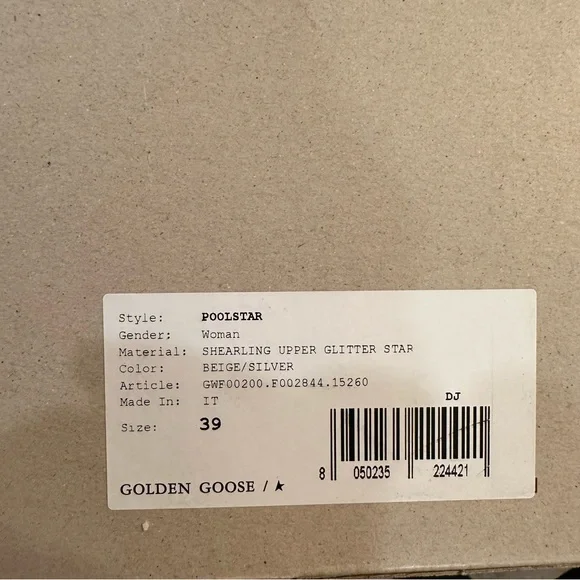 Style: POOLSTAR
Gender: Woman
Material: SHEARLING UPPER GLITTER STAR
Color: BEIGE/SILVER
Article: GWF00200.F002844.15260
Made In: IT
DJ
Size: 39
8 050235 224421
GOLDEN GOOSE /